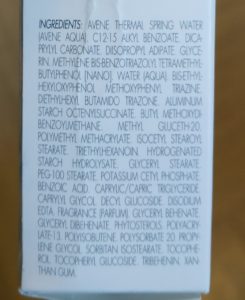 INGREDIENTS: AVENE THERMAL SPRING WATER
(AVENE AQUA). C12-15 ALKYL BENZOATE. DICA-
PRYLYL CARBONATE. DIISOPROPYL ADIPATE. GLYCE-
RIN. METHYLENE BIS-BENZOTRIAZOLYL TETRAMETHYL-
BUTYLPHENOL [NANO]. WATER (AQUA). BIS-ETHYL-
HEXYLOXYPHENOL METHOXYPHENYL TRIAZINE.
DIETHYLHEXYL BUTAMIDO TRIAZONE. ALUMINUM
STARCH OCTENYLSUCCINATE. BUTYL METHOXYDI-
BENZOYLMETHANE. METHYL GLUCETH-20.
POLYMETHYL METHACRYLATE. ISOCETYL STEAROYL
STEARATE. TRIETHYLHEXANOIN. HYDROGENATED
STARCH HYDROLYSATE. GLYCERYL STEARATE.
PEG-100 STEARATE. POTASSIUM CETYL PHOSPHATE.
BENZOIC ACID. CAPRYLIC/CAPRIC TRIGLYCERIDE.
CAPRYLYL GLYCOL. DECYL GLUCOSIDE. DISODIUM
EDTA. FRAGRANCE (PARFUM). GLYCERYL BEHENATE.
GLYCERYL DIBEHENATE. PHYTOSTEROLS. POLYACRY-
LATE-13. POLYISOBUTENE. POLYSORBATE 20. PROPY-
LENE GLYCOL. SORBITAN ISOSTEARATE. TOCOPHE-
ROL. TOCOPHERYL GLUCOSIDE. TRIBEHENIN. XAN-
THAN GUM.